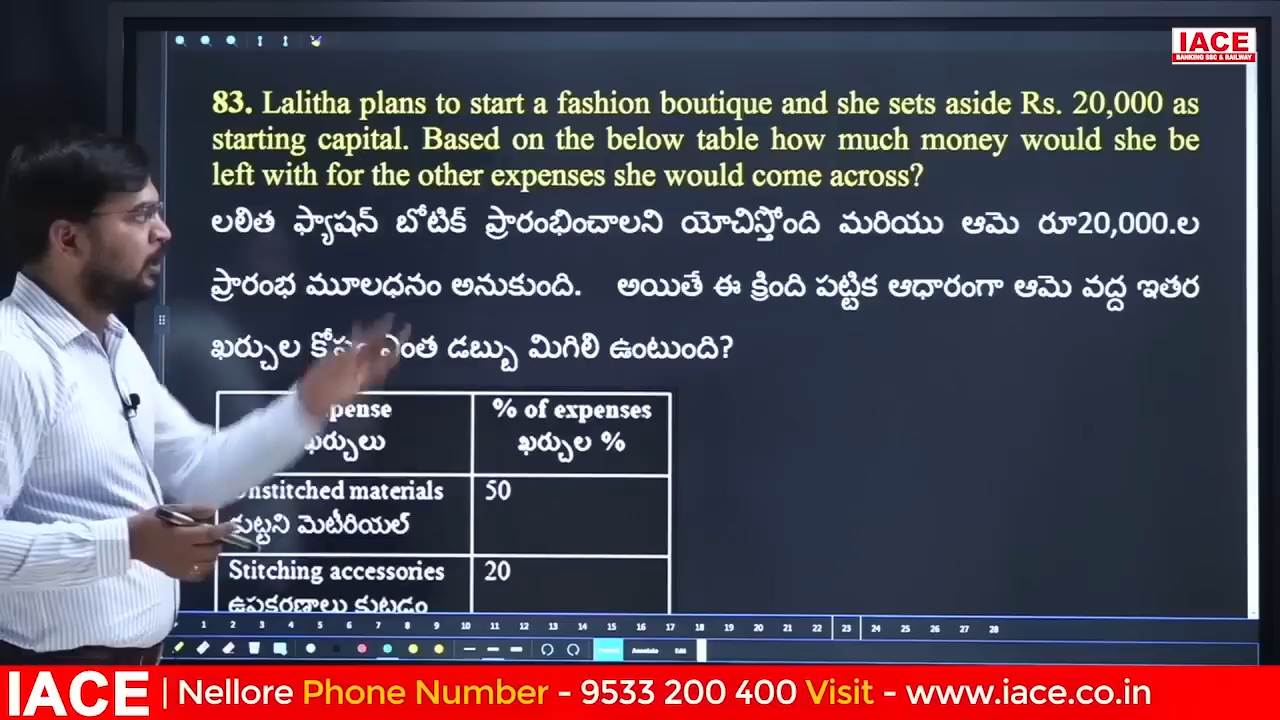 IACE
BANKING SSC & RAILWAY
83. Lalitha plans to start a fashion boutique and she sets aside Rs. 20,000 as
starting capital. Based on the below table how much money would she be
left with for the other expenses she would come across?
లలిత ఫ్యాషన్ బోటిక్ ప్రారంభించాలని యోచిస్తోంది మరియు ఆమె రూ20,000.ల
ప్రారంభ మూలధనం అనుకుంది. అయితే ఈ క్రింది పట్టిక ఆధారంగా ఆమె వద్ద ఇతర
ఖర్చుల డబ్బు మిగిలి ఉంటుంది?
% of expenses
ఖర్చుల %
materials 50
కుట్టని మెటీరియల్
Stitching accessories 20
ఉపకరణాలు కుట్టడం
1 2 3 4 5 6 7 8 9 10 11 12 13 14 15 16 17 18 19 20 21 22 23 24 25 26 27 28
Annotate Edit
IACE | Nellore Phone Number - 9533 200 400 Visit - www.iace.co.in